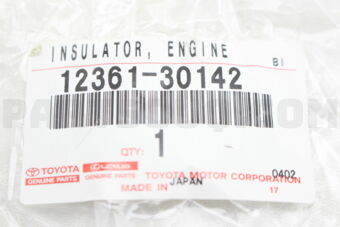 INSULATOR, ENGINE
BI
12361-30142
QTY: 1
TOYOTA LEXUS
GENUINE PARTS GENUINE PARTS
TOYOTA MOTOR CORPORATION
MADE IN JAPAN
0402
17